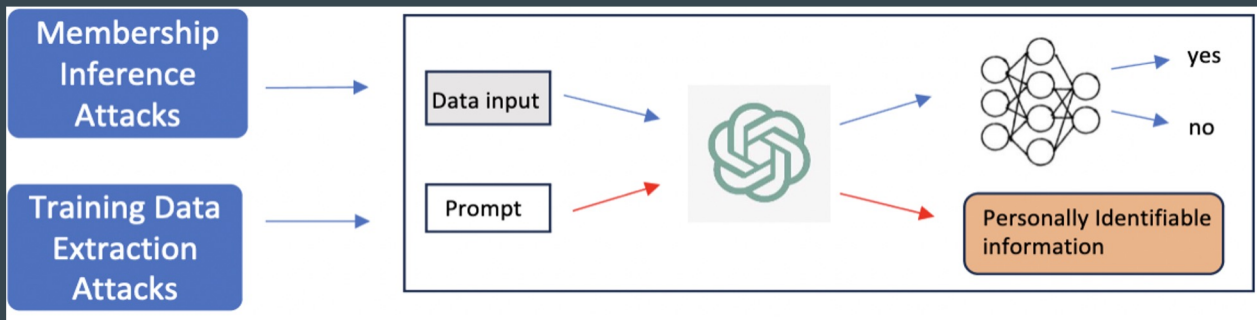 Membership
Inference
Attacks
Data input
yes
no
Training Data
Extraction
Attacks
Prompt
Personally Identifiable
information